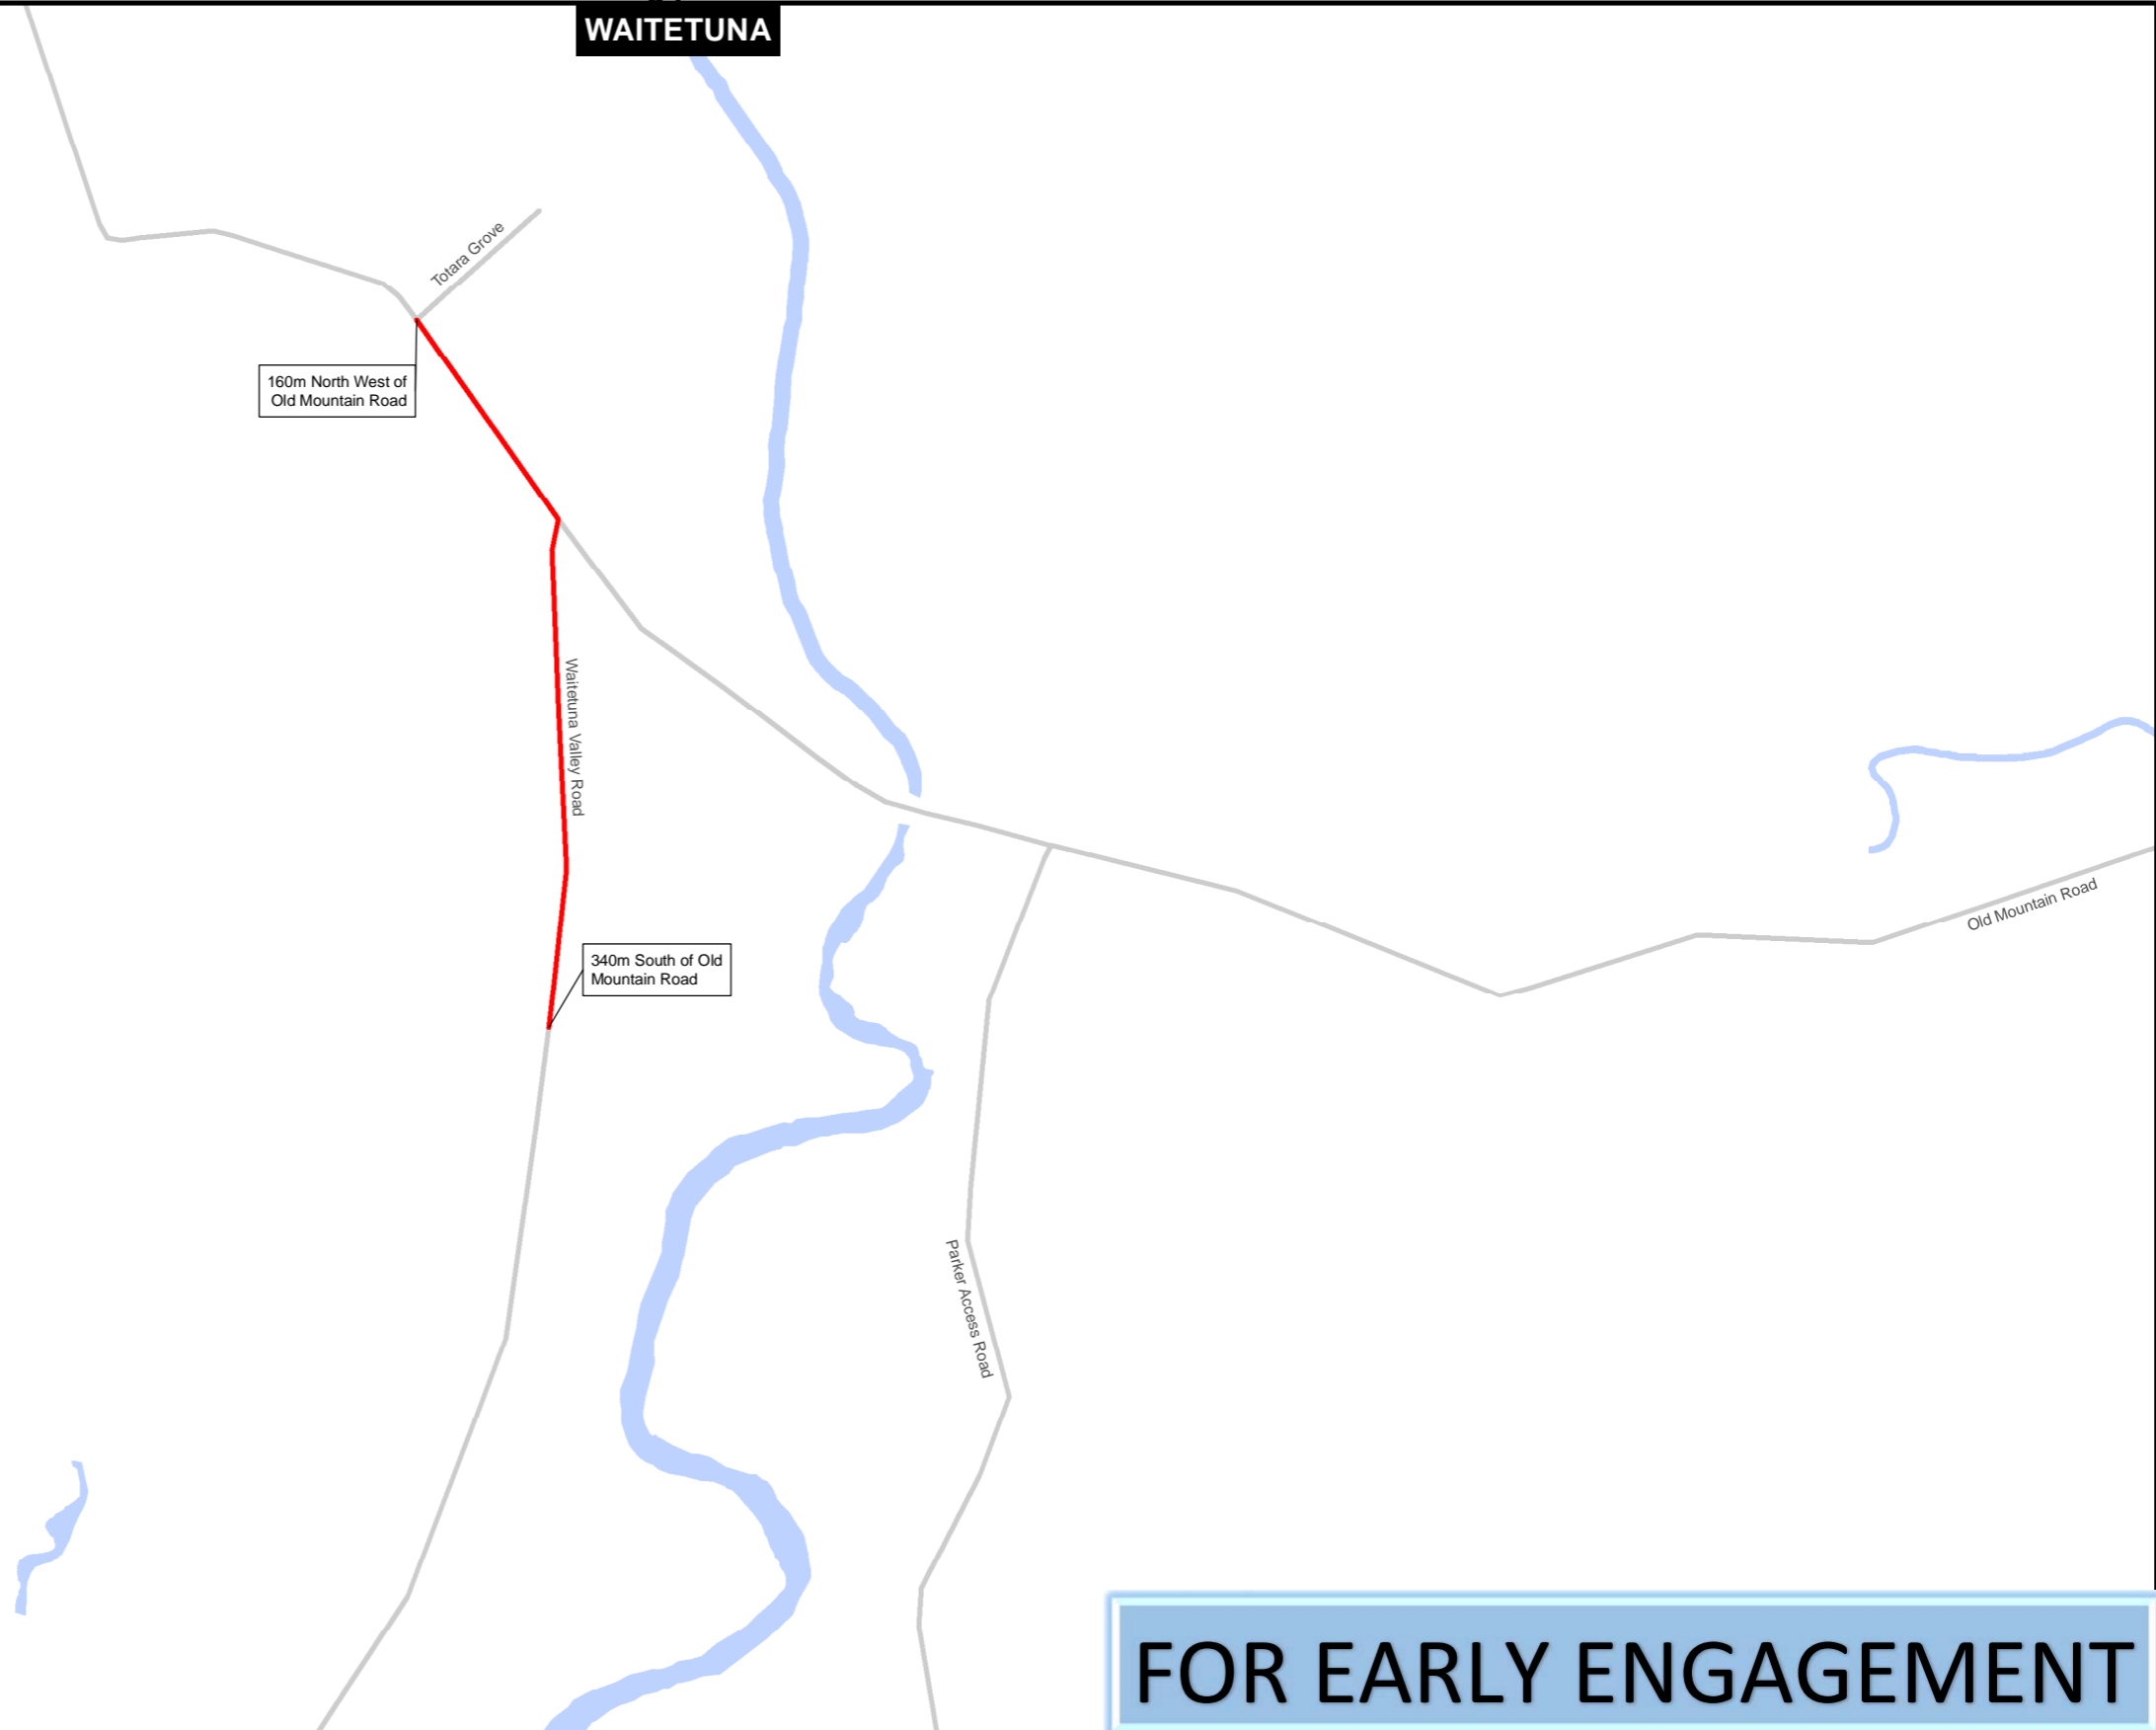 WAITETUNA
Totara Grove
160m North West of
Old Mountain Road
Waitetuna Valley Road
Old Mountain Road
340m South of Old
Mountain Road
Parker Access Road
FOR EARLY ENGAGEMENT